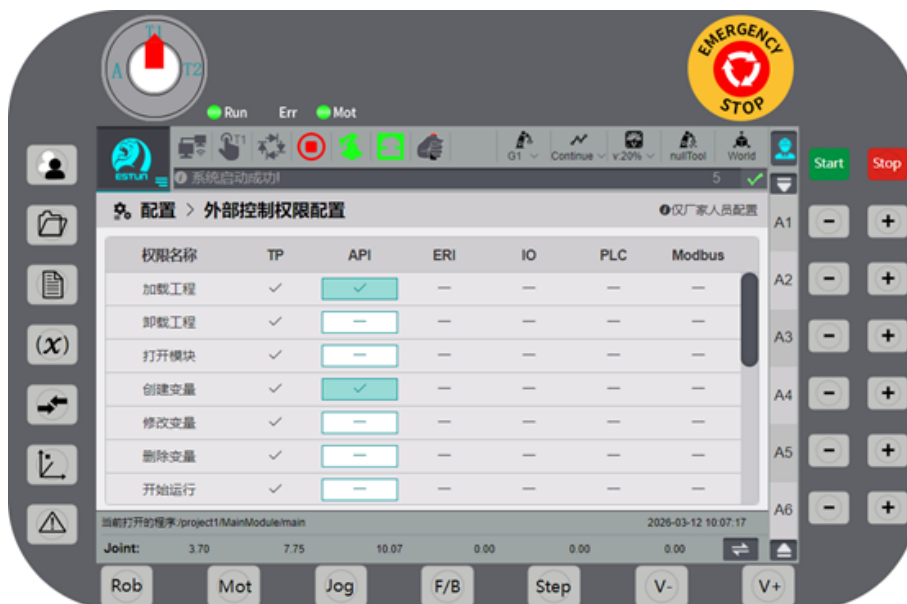 T1
A
T2
EMERGENCY
STOP
Run Err Mot
T1
G1 Continue v:20% nullTool World
ESTUN
系统启动成功! 5
Start Stop
配置 > 外部控制权限配置 仅厂家人员配置
权限名称 TP API ERI IO PLC Modbus
加载工程
卸载工程
打开模块
创建变量
修改变量
删除变量
开始运行
A1 - +
A2 - +
A3 - +
A4 - +
A5 - +
A6 - +
(x)
当前打开的程序:/project1/MainModule/main 2026-03-12 10:07:17
Joint: 3.70 7.75 10.07 0.00 0.00 0.00
Rob Mot Jog F/B Step V- V+